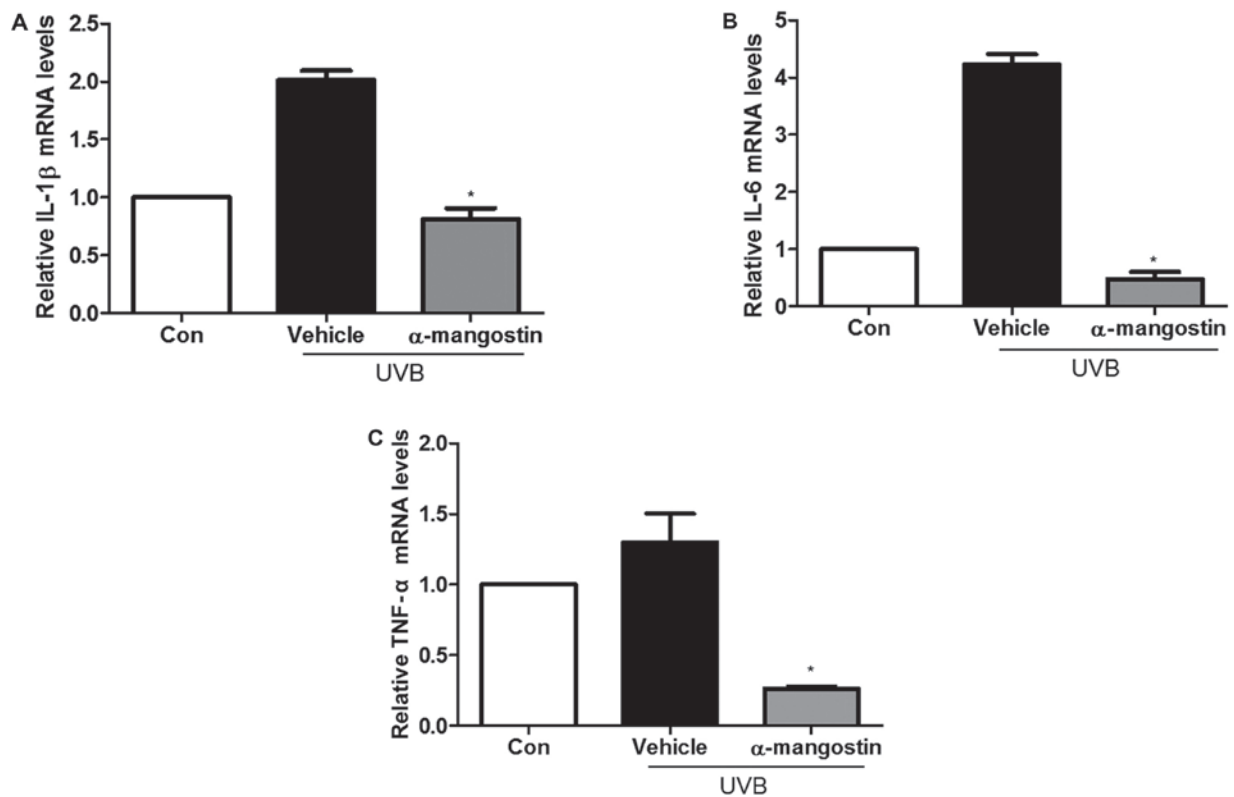 A
Relative IL-1β mRNA levels
2.5
2.0
1.5
1.0
0.5
0.0
*
Con Vehicle α-mangostin
UVB
B
Relative IL-6 mRNA levels
5
4
3
2
1
0
*
Con Vehicle α-mangostin
UVB
C
Relative TNF-α mRNA levels
2.0
1.5
1.0
0.5
0.0
*
Con Vehicle α-mangostin
UVB